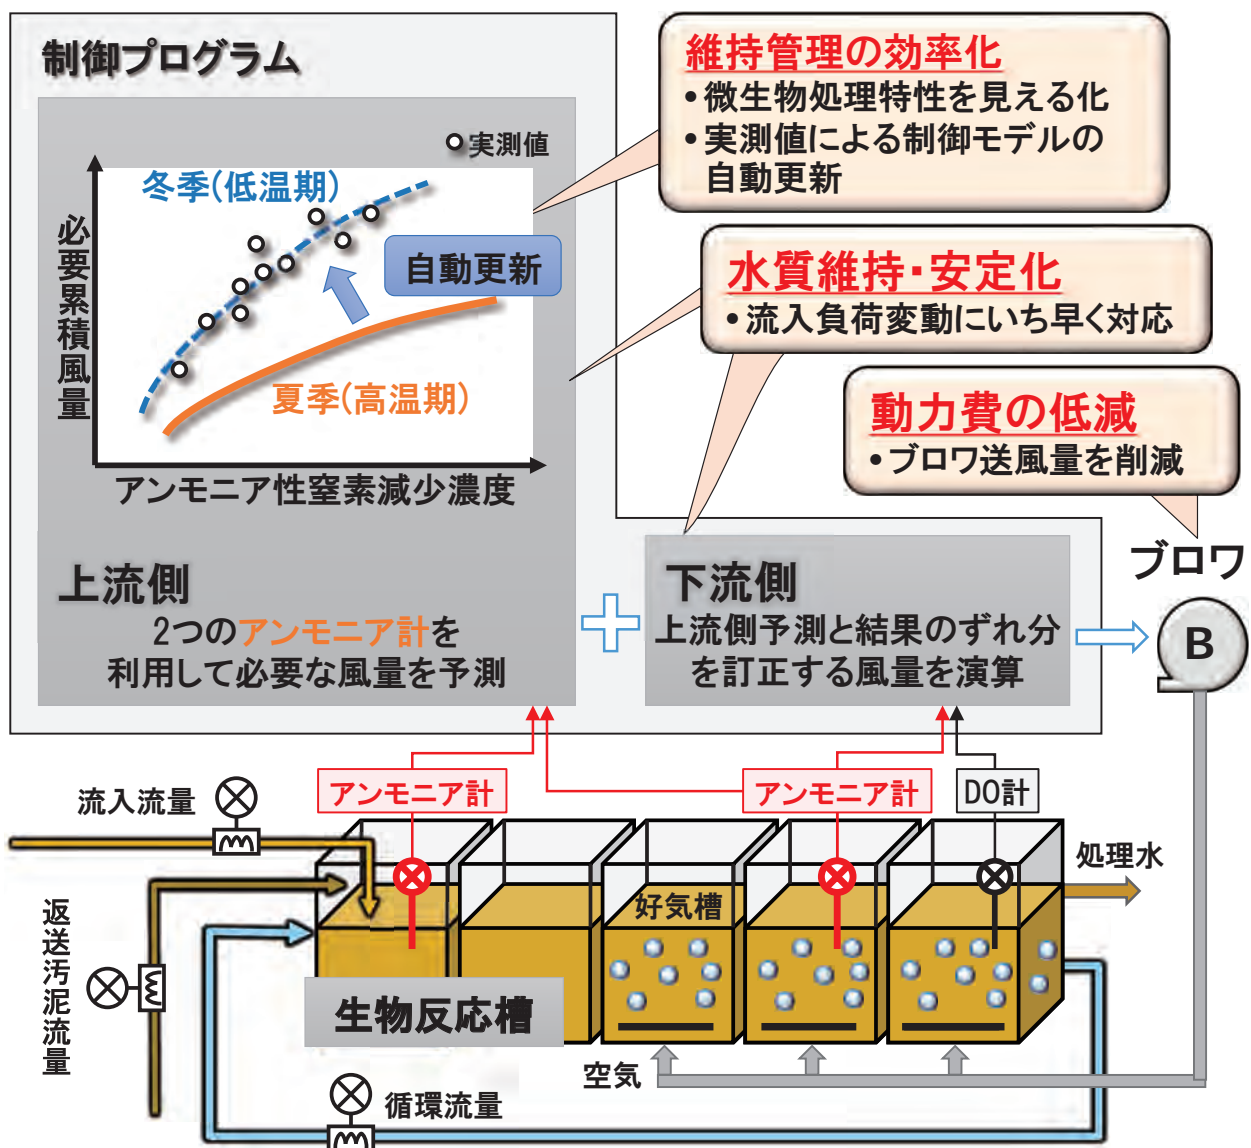 制御プログラム
実測値
冬季(低温期)
自動更新
夏季(高温期)
必要累積風量
アンモニア性窒素減少濃度
上流側
2つのアンモニア計を
利用して必要な風量を予測
下流側
上流側予測と結果のずれ分
を訂正する風量を演算
維持管理の効率化
•微生物処理特性を見える化
•実測値による制御モデルの
自動更新
水質維持・安定化
•流入負荷変動にいち早く対応
動力費の低減
•ブロワ送風量を削減
ブロワ
B
アンモニア計
アンモニア計
DO計
流入流量
処理水
好気槽
返送汚泥流量
生物反応槽
空気
循環流量